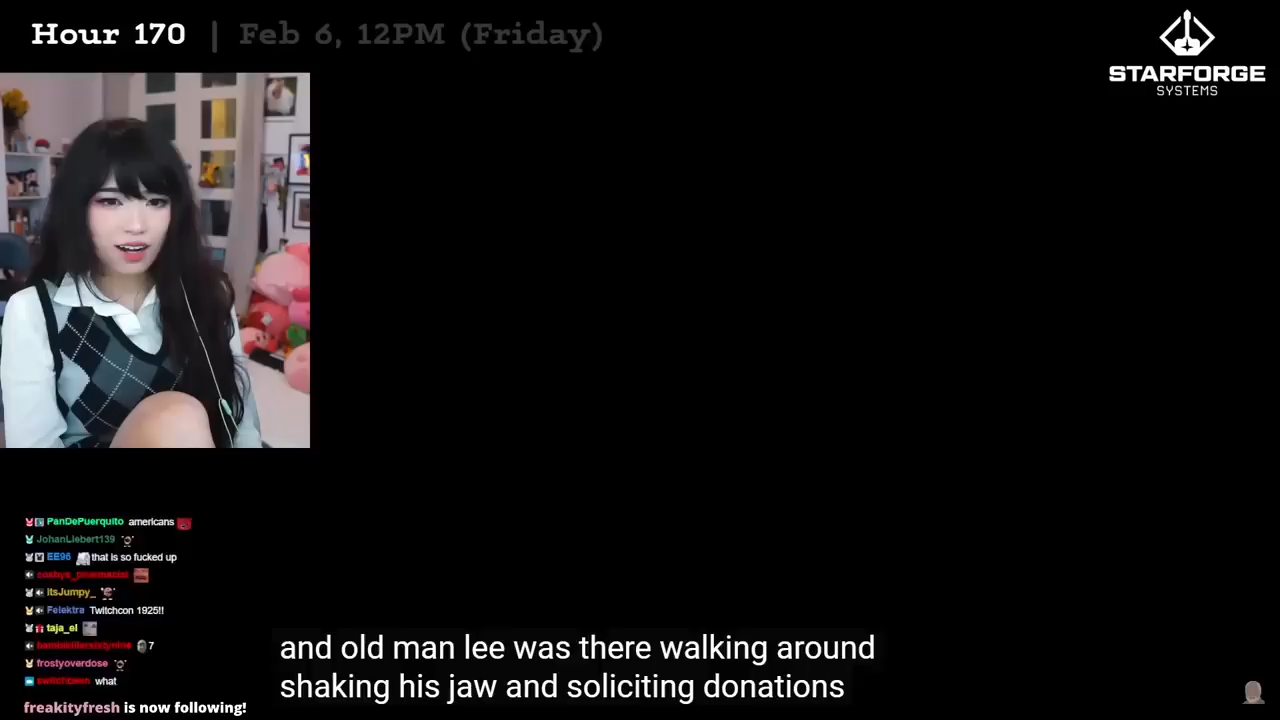 Hour 170 | Feb 6, 12PM (Friday)
STARFORGE
SYSTEMS
PanDePuerquito americans
JohanLiebert139
EE96 that is so fucked up
ItsJumpy_
Felektra Twitchcon 1925!!
taja_el
7
frostyoverdose
what
freakityfresh is now following!
and old man lee was there walking around
shaking his jaw and soliciting donations